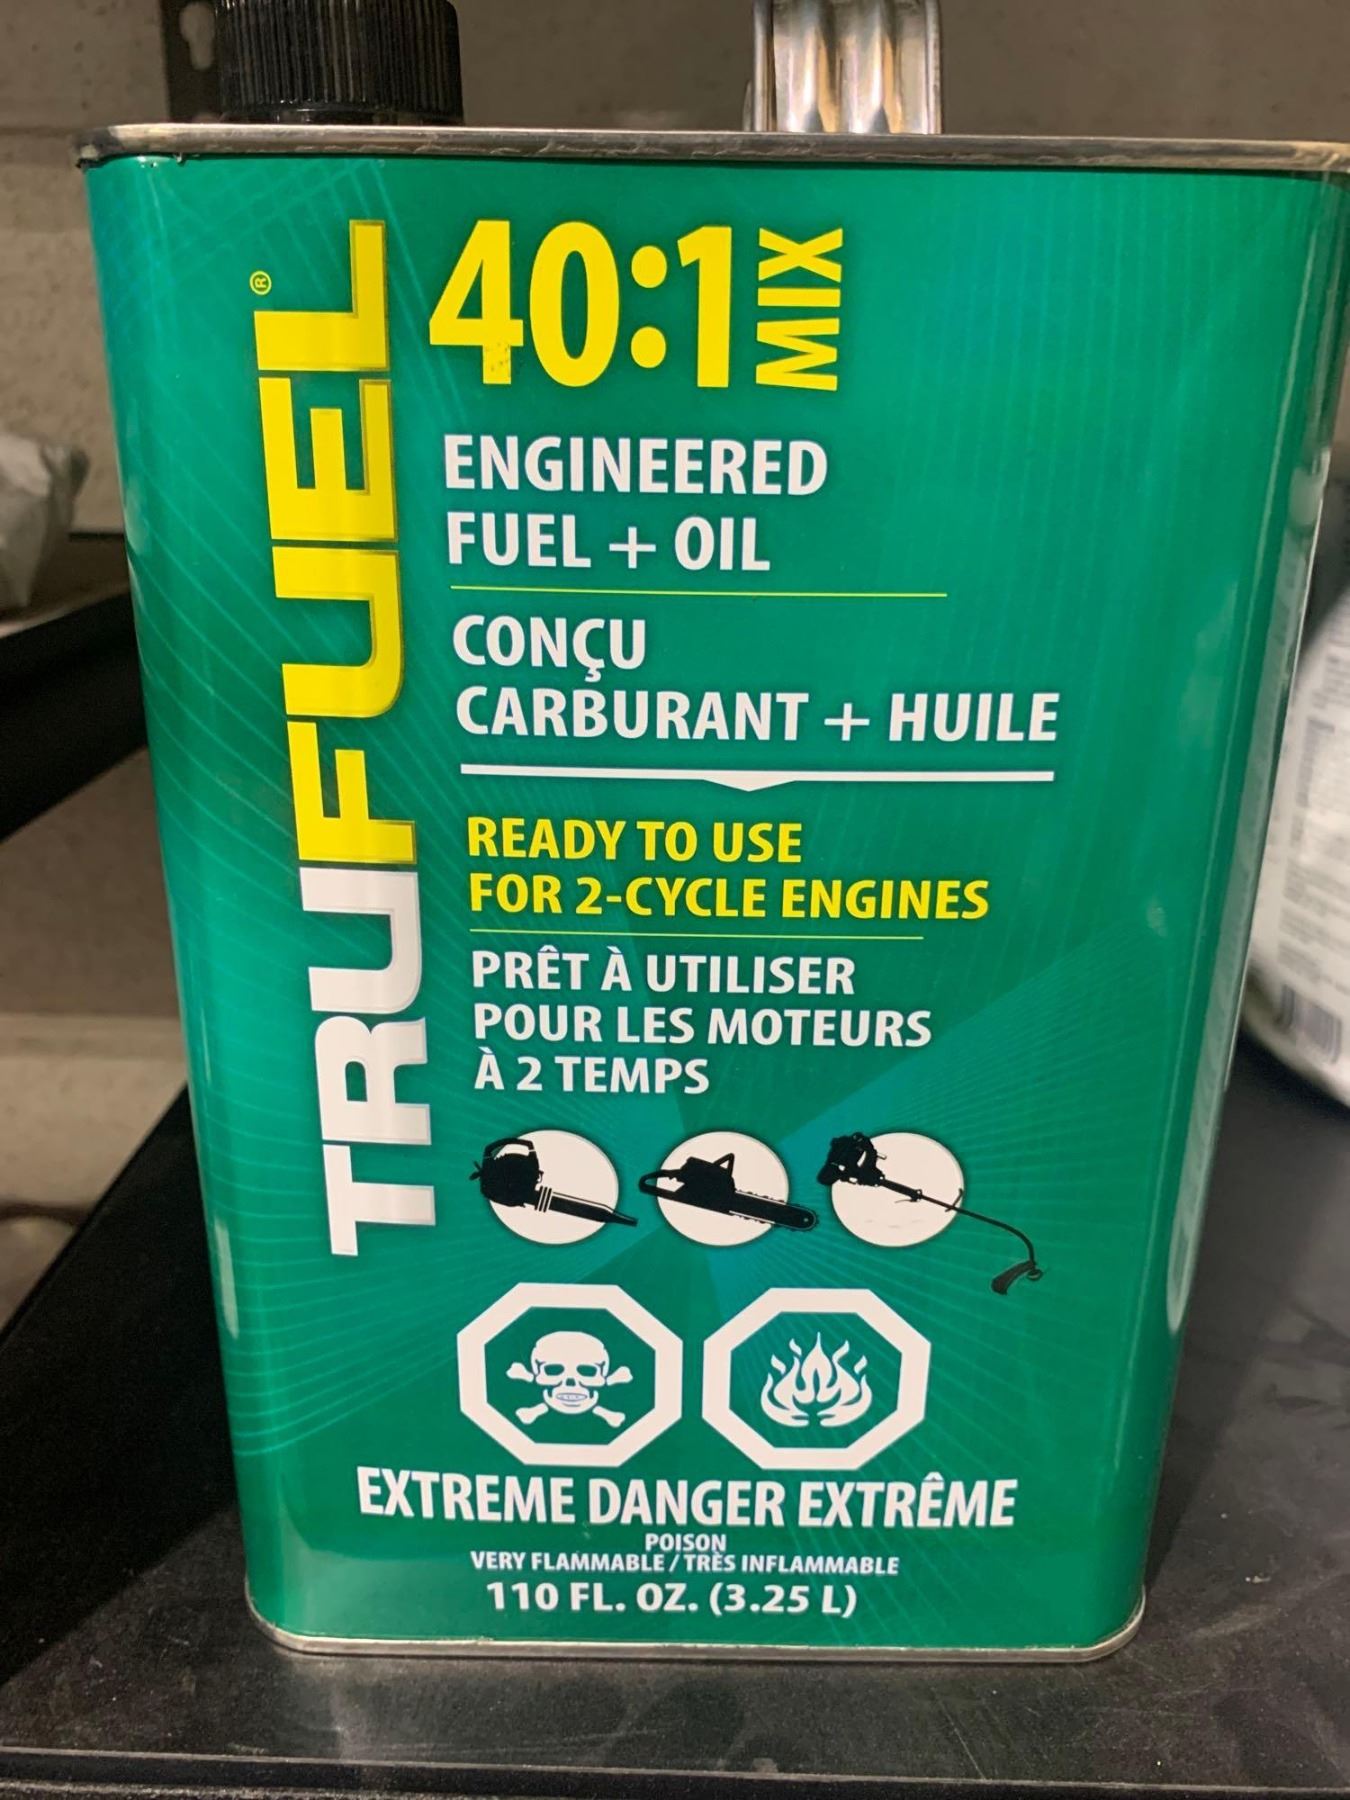 TRUFUEL®
40:1 MIX
ENGINEERED
FUEL + OIL
CONÇU
CARBURANT + HUILE
READY TO USE
FOR 2-CYCLE ENGINES
PRÊT À UTILISER
POUR LES MOTEURS
À 2 TEMPS
EXTREME DANGER EXTRÊME
POISON
VERY FLAMMABLE / TRÈS INFLAMMABLE
110 FL. OZ. (3.25 L)